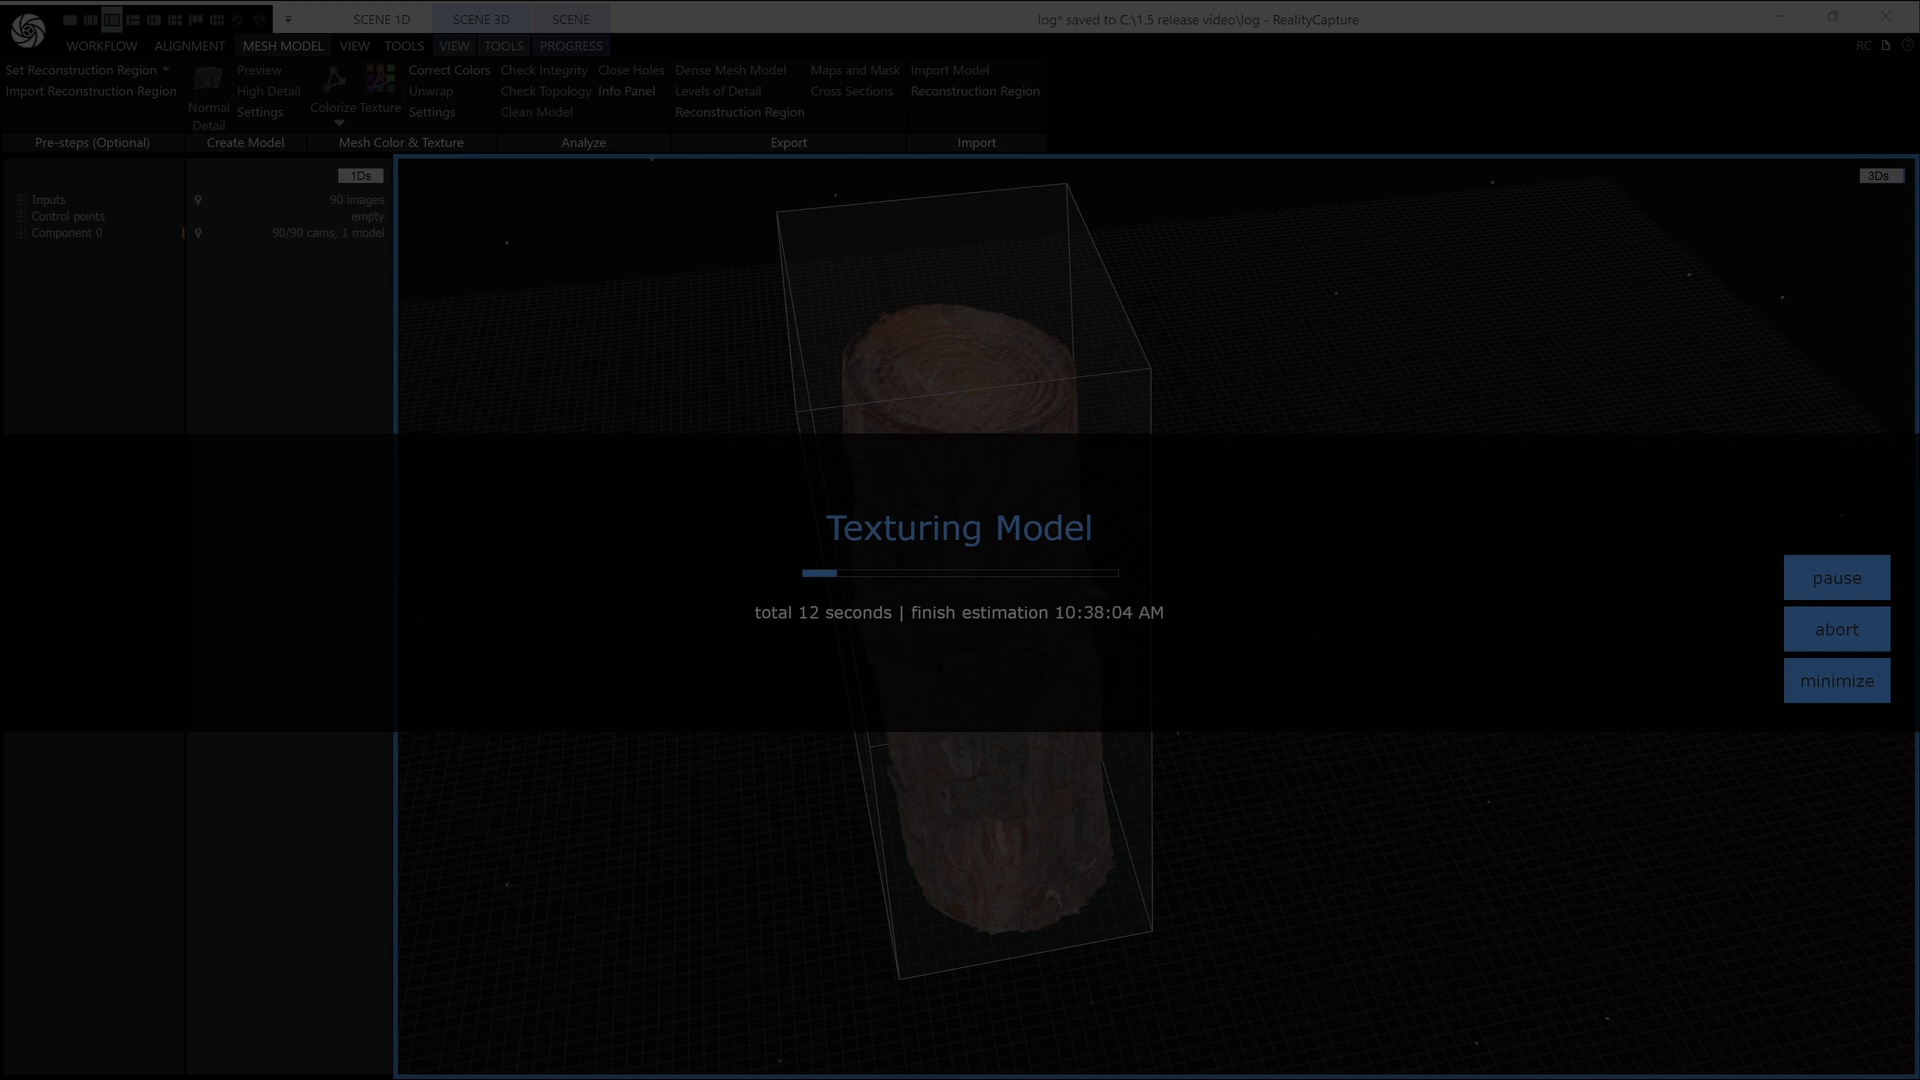 SCENE 1D SCENE 3D SCENE log* saved to C:\1.5 release video\log - RealityCapture
WORKFLOW ALIGNMENT MESH MODEL VIEW TOOLS VIEW TOOLS PROGRESS RC
Set Reconstruction Region Preview Correct Colors Check Integrity Close Holes Dense Mesh Model Maps and Mask Import Model
Import Reconstruction Region High Detail Unwrap Check Topology Info Panel Levels of Detail Cross Sections Reconstruction Region
Normal Detail Settings Colorize Texture Settings Clean Model Reconstruction Region
Pre-steps (Optional) Create Model Mesh Color & Texture Analyze Export Import
1Ds 3Ds
Inputs 90 images
Control points empty
Component 0 90/90 cams, 1 model
Texturing Model
total 12 seconds | finish estimation 10:38:04 AM
pause
abort
minimize